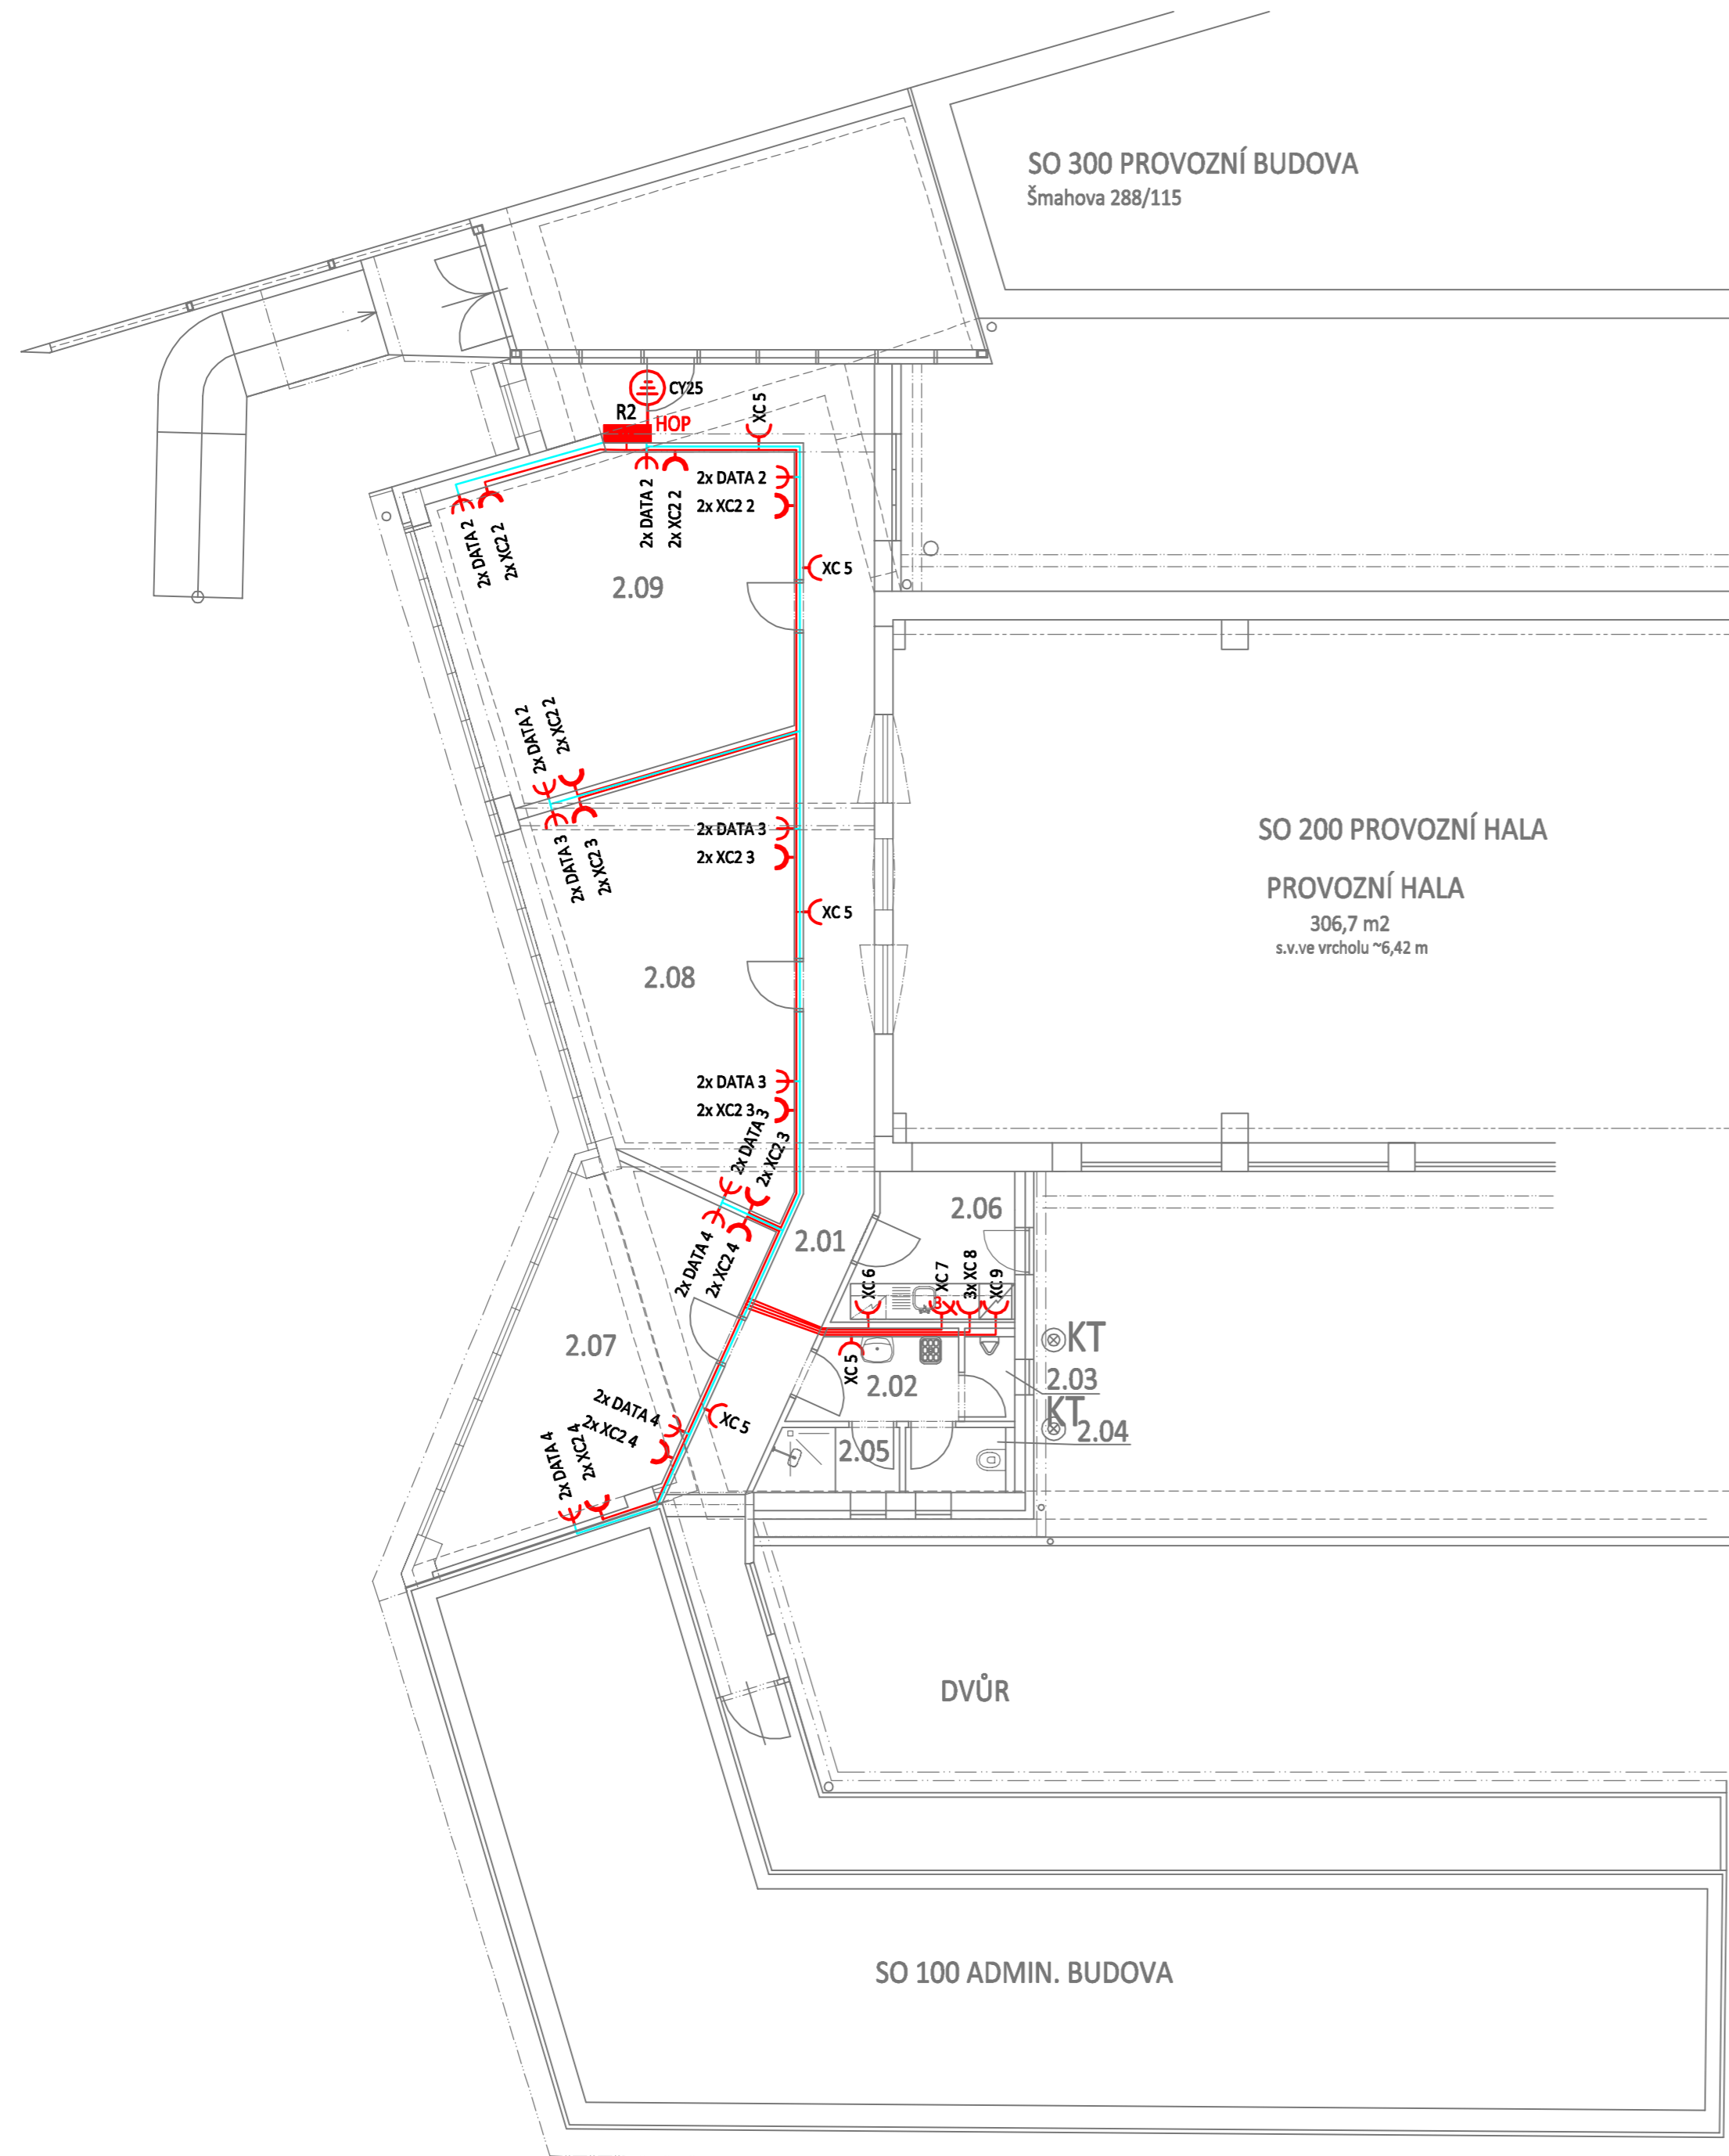 SO 300 PROVOZNÍ BUDOVA
Šmahova 288/115
CY25
R2
HOP
XC 5
2x DATA 2
2x XC2 2
2x DATA 2
2x XC2 2
2x DATA 2
2x XC2 2
XC 5
2.09
2x DATA 2
2x XC2 2
2x DATA 3
2x XC2 3
2x DATA 3
2x XC2 3
SO 200 PROVOZNÍ HALA
PROVOZNÍ HALA
306,7 m2
s.v.ve vrcholu ~6,42 m
XC 5
2.08
2x DATA 3
2x XC2 3
2x DATA 3
2x XC2 3
2.06
2.01
2x DATA 4
2x XC2 4
XC 6
XC 7
3x XC 8
XC 9
3x
KT
2.07
XC 5
2.03
2.02
2x DATA 4
2x XC2 4
XC 5
KT
2.04
2.05
2x DATA 4
2x XC2 4
DVŮR
SO 100 ADMIN. BUDOVA